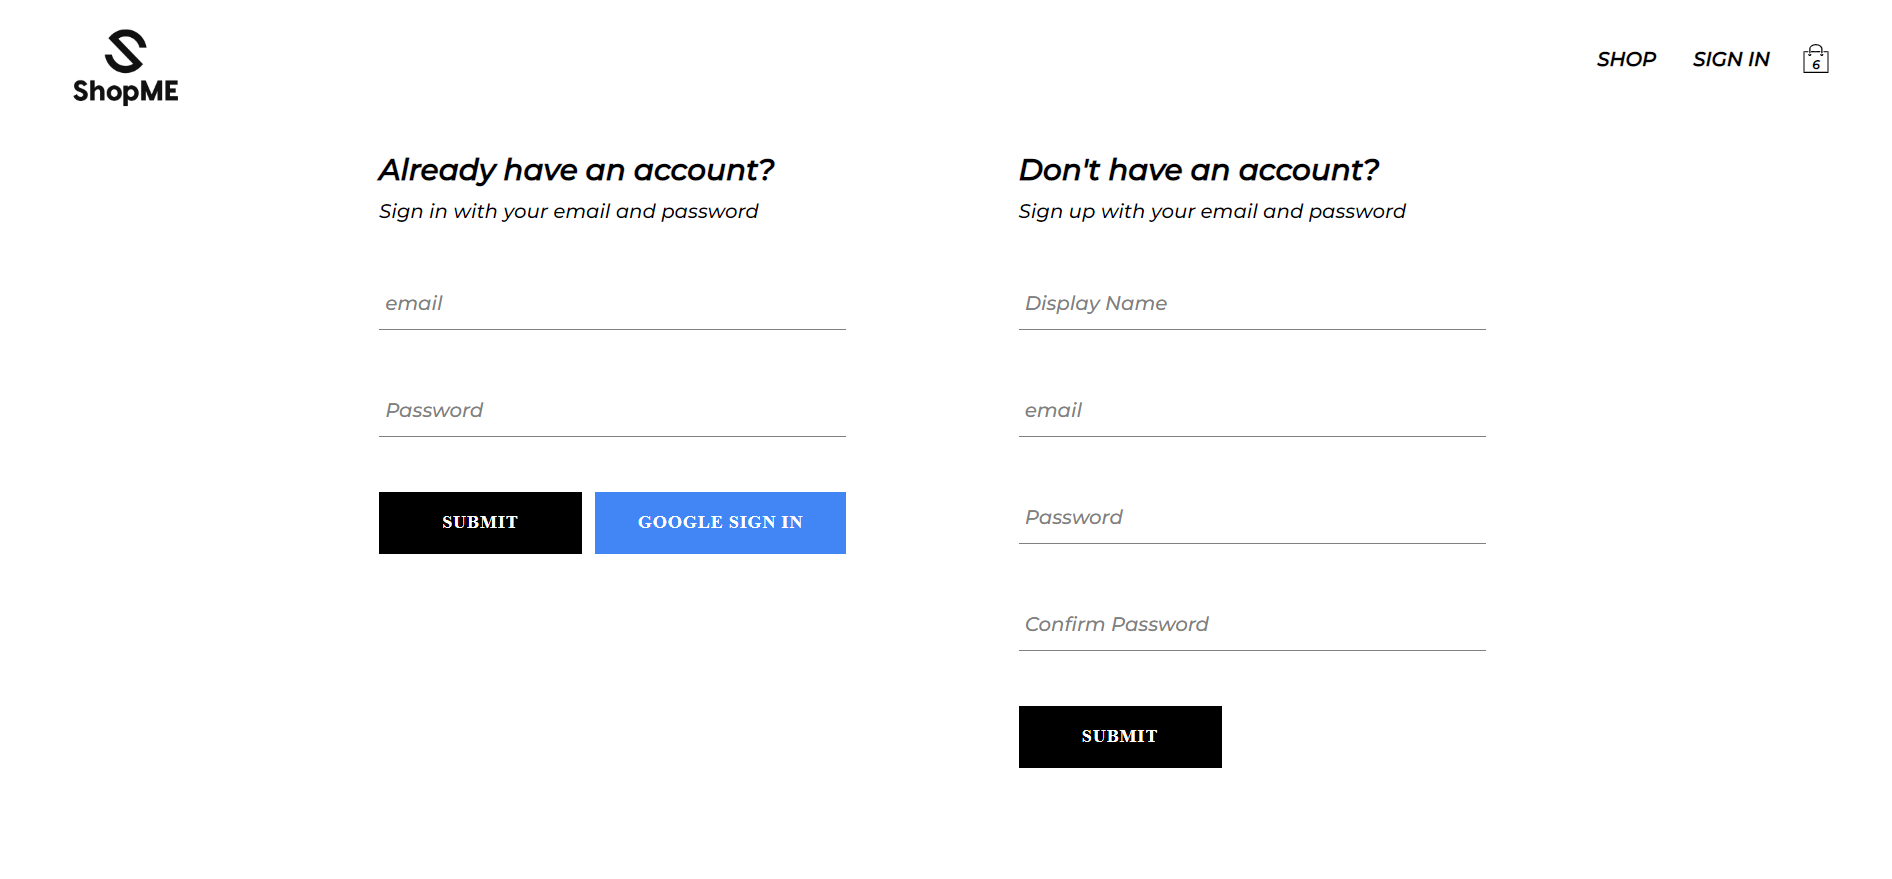 ShopME
SHOP SIGN IN 6
Already have an account?
Sign in with your email and password
email
Password
SUBMIT GOOGLE SIGN IN
Don't have an account?
Sign up with your email and password
Display Name
email
Password
Confirm Password
SUBMIT